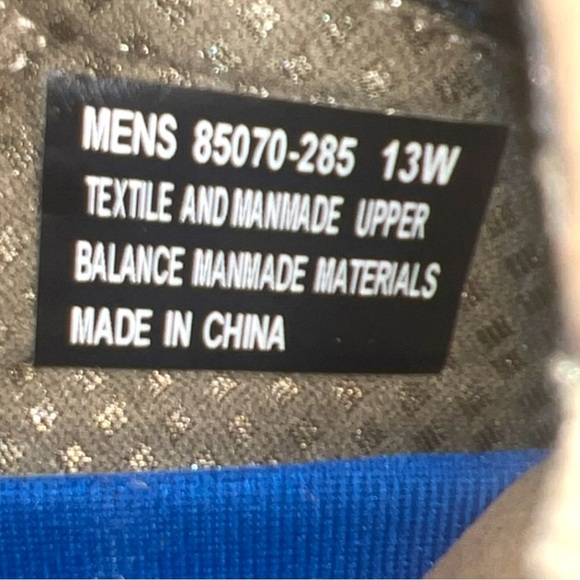 MENS 85070-285 13W
TEXTILE AND MANMADE UPPER
BALANCE MANMADE MATERIALS
MADE IN CHINA